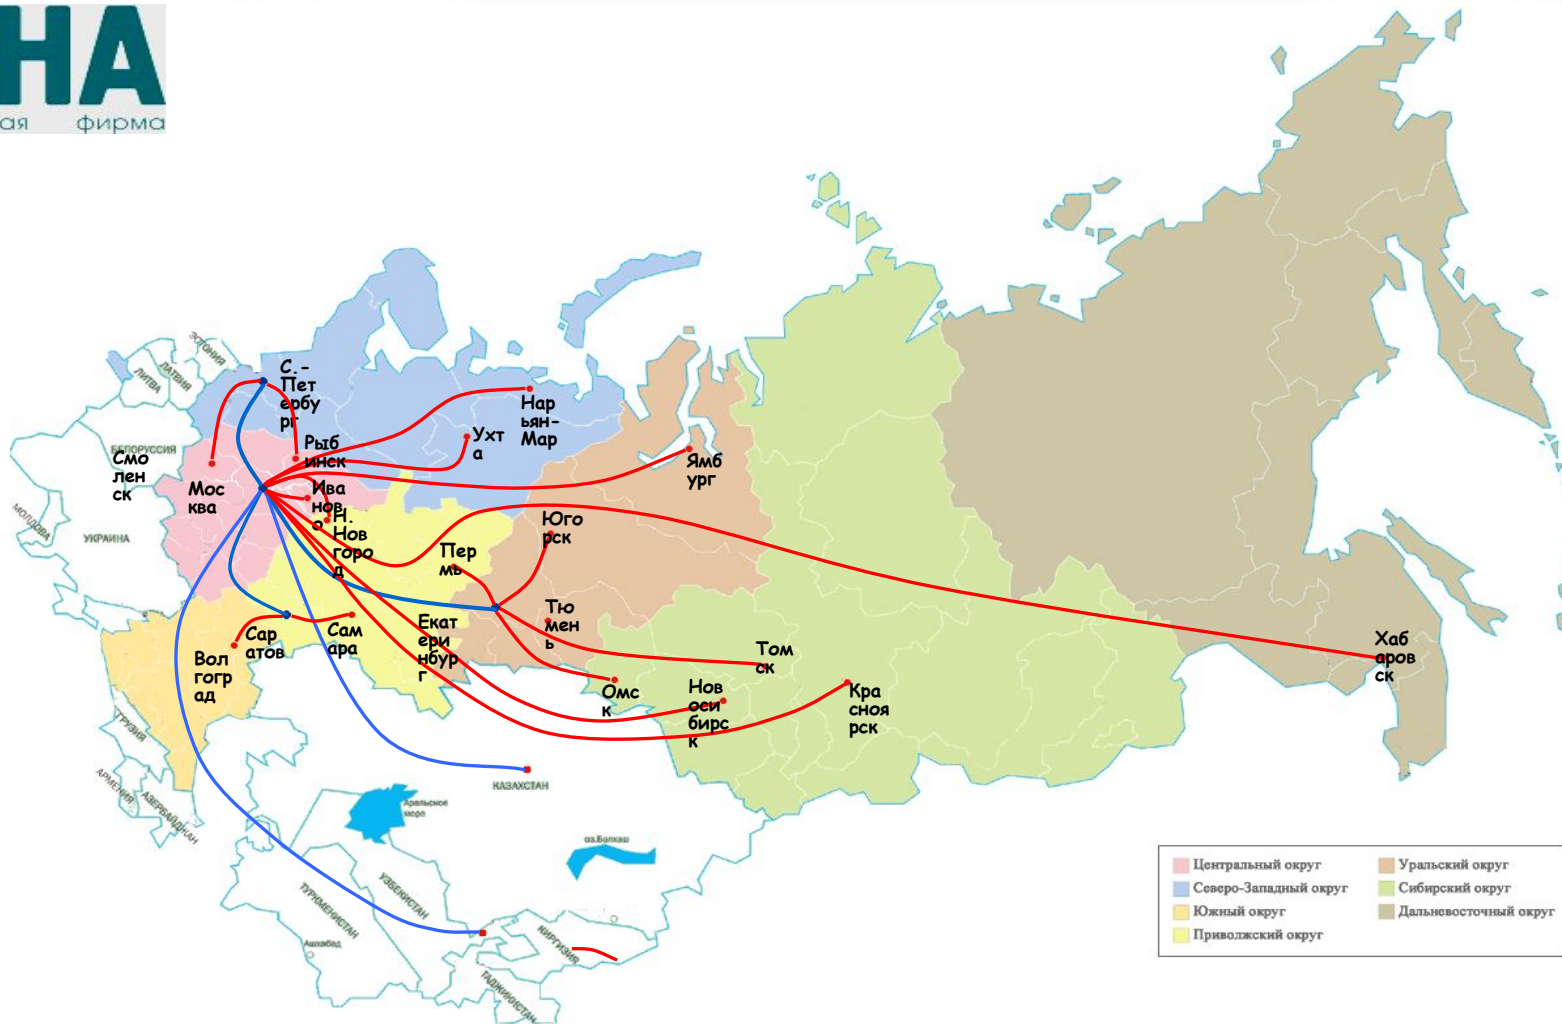 НА
ая фирма
ЭСТОНИЯ
ЛАТВИЯ
ЛИТВА
С.-
Пет
ербу
рг
Нар
ьян-
Мар
Ухт
а
БЕЛОРУССИЯ
Рыб
инск
Смо
лен
ск
Мос
ква
Ямб
ург
Ива
нов
о
Н.
Нов
горо
д
МОЛДОВА
УКРАИНА
Юго
рск
Пер
мь
Тю
мен
ь
Екат
ери
нбур
г
Сар
атов
Сам
ара
Вол
гогр
ад
Том
ск
Хаб
аров
ск
Омс
к
Нов
оси
бирс
к
Кра
сноя
рск
ГРУЗИЯ
АРМЕНИЯ
АЗЕРБАЙДЖАН
КАЗАХСТАН
Аральское
море
оз.Балхаш
УЗБЕКИСТАН
ТУРКМЕНИСТАН
Ашхабад
КИРГИЗИЯ
ТАДЖИКИСТАН
Центральный округ
Северо-Западный округ
Южный округ
Приволжский округ
Уральский округ
Сибирский округ
Дальневосточный округ